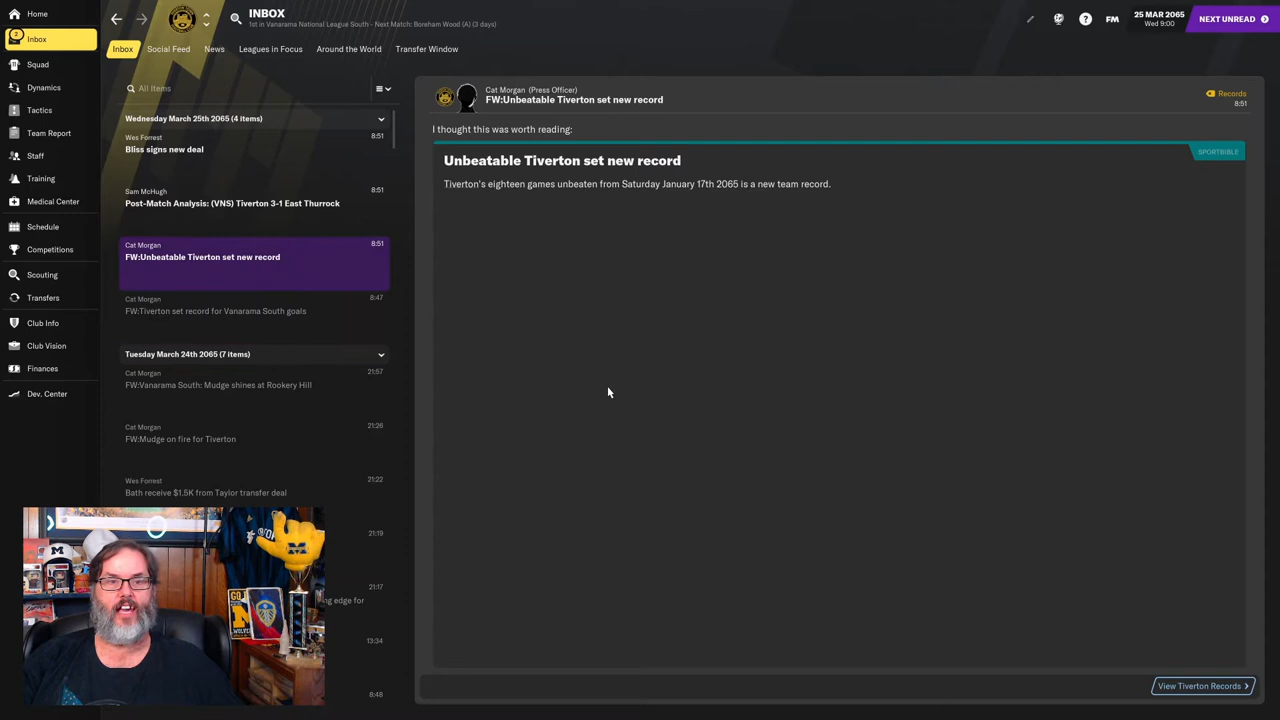 Home
INBOX
1st in Vanarama National League South - Next Match: Boreham Wood (A) (3 days)
FM
25 MAR 2065
Wed 9:00
NEXT UNREAD
2
Inbox
Inbox
Social Feed
News
Leagues in Focus
Around the World
Transfer Window
Squad
Dynamics
Tactics
Team Report
Staff
Training
Medical Center
Schedule
Competitions
Scouting
Transfers
Club Info
Club Vision
Finances
Dev. Center
All Items
Wednesday March 25th 2065 (4 items)
Wes Forrest
8:51
Bliss signs new deal
Sam McHugh
8:51
Post-Match Analysis: (VNS) Tiverton 3-1 East Thurrock
Cat Morgan
8:51
FW:Unbeatable Tiverton set new record
Cat Morgan
8:47
FW:Tiverton set record for Vanarama South goals
Tuesday March 24th 2065 (7 items)
Cat Morgan
21:57
FW:Vanarama South: Mudge shines at Rookery Hill
Cat Morgan
21:26
FW:Mudge on fire for Tiverton
Wes Forrest
21:22
Bath receive $1.5K from Taylor transfer deal
21:19
21:17
ng edge for
13:34
8:48
Cat Morgan (Press Officer)
FW:Unbeatable Tiverton set new record
Records
8:51
I thought this was worth reading:
Unbeatable Tiverton set new record
SPORTBIBLE
Tiverton's eighteen games unbeaten from Saturday January 17th 2065 is a new team record.
View Tiverton Records
M
M
GO